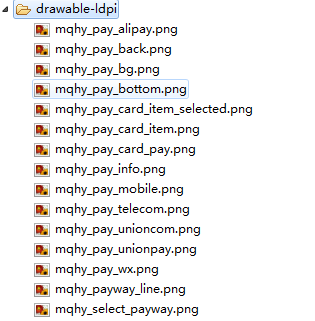 drawable-ldpi
mqhy_pay_alipay.png
mqhy_pay_back.png
mqhy_pay_bg.png
mqhy_pay_bottom.png
mqhy_pay_card_item_selected.png
mqhy_pay_card_item.png
mqhy_pay_card_pay.png
mqhy_pay_info.png
mqhy_pay_mobile.png
mqhy_pay_telecom.png
mqhy_pay_unioncom.png
mqhy_pay_unionpay.png
mqhy_pay_wx.png
mqhy_payway_line.png
mqhy_select_payway.png